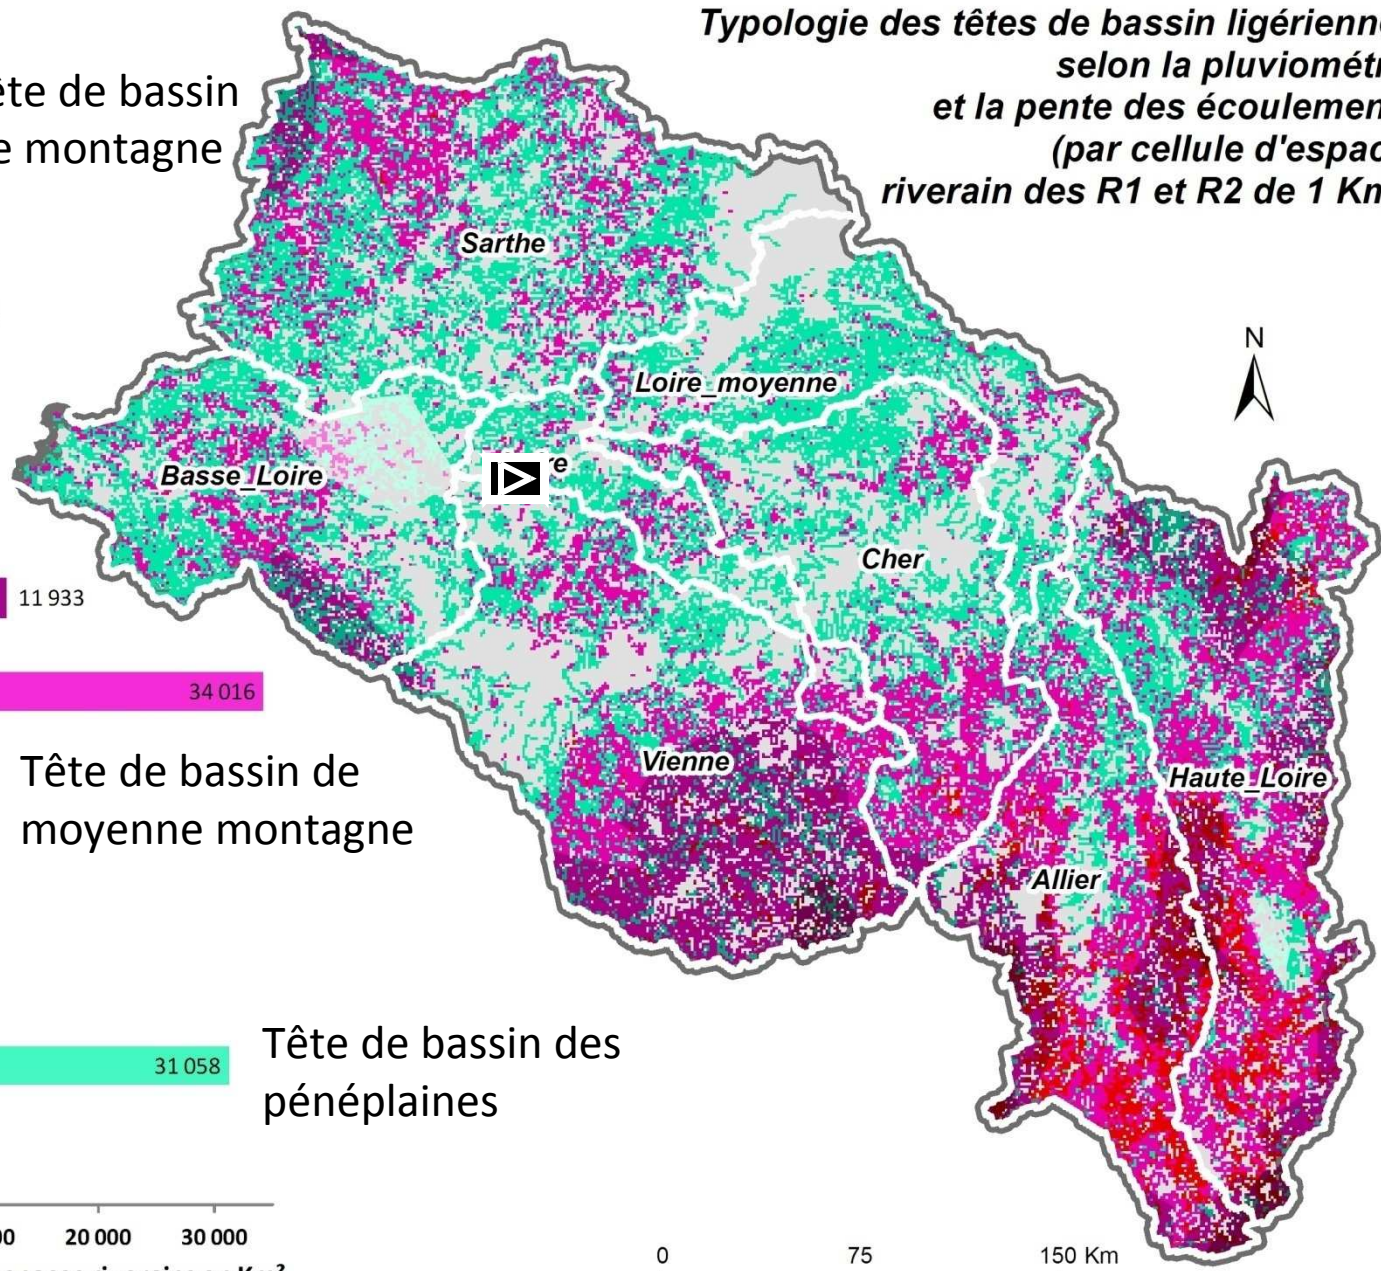 Typologie des têtes de bassin ligérienne
selon la pluviométri
et la pente des écoulemen
(par cellule d'espac
riverain des R1 et R2 de 1 Km
ête de bassin
e montagne
Sarthe
N
Loire_moyenne
re
Basse_Loire
Cher
11 933
34 016
Tête de bassin de
moyenne montagne
Vienne
Haute_Loire
Allier
31 058
Tête de bassin des
pénéplaines
00 20 000 30 000
0 75 150 Km